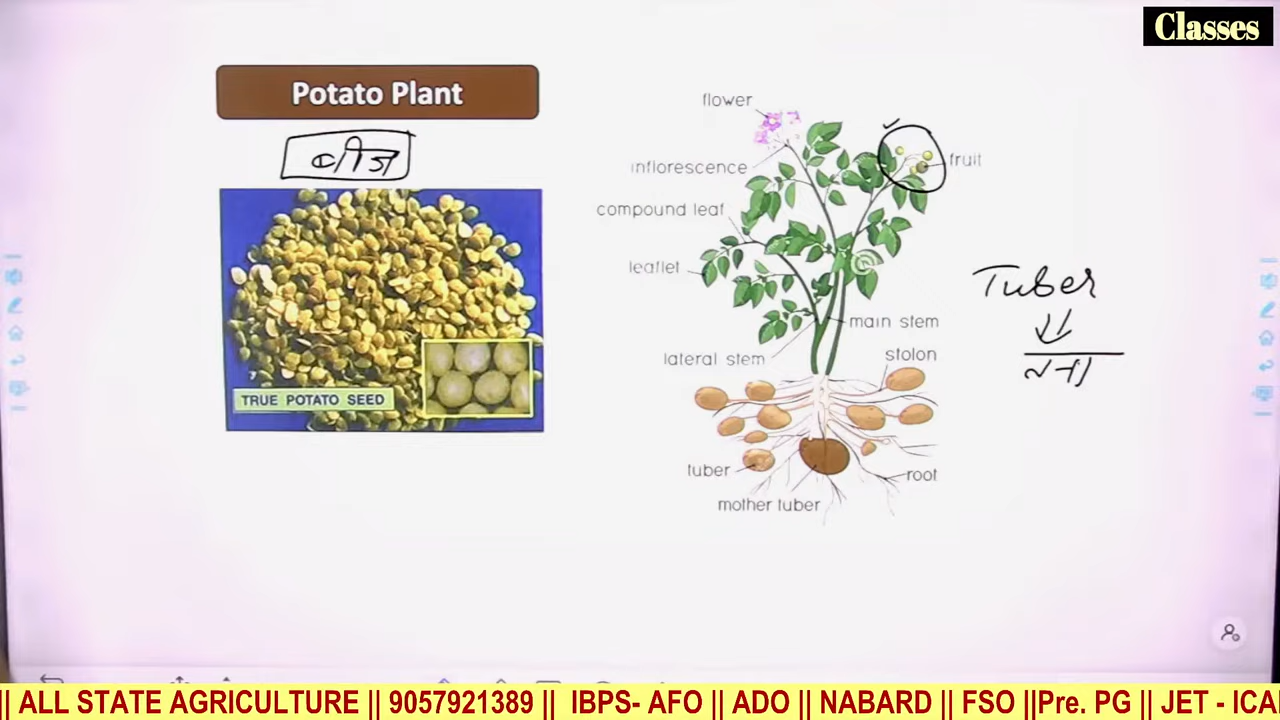 Classes
Potato Plant
बीज
TRUE POTATO SEED
flower
inflorescence
fruit
compound leaf
leaflet
main stem
lateral stem
stolon
tuber
root
mother tuber
Tuber
तना
|| ALL STATE AGRICULTURE || 9057921389 || IBPS- AFO || ADO || NABARD || FSO ||Pre. PG || JET - ICA